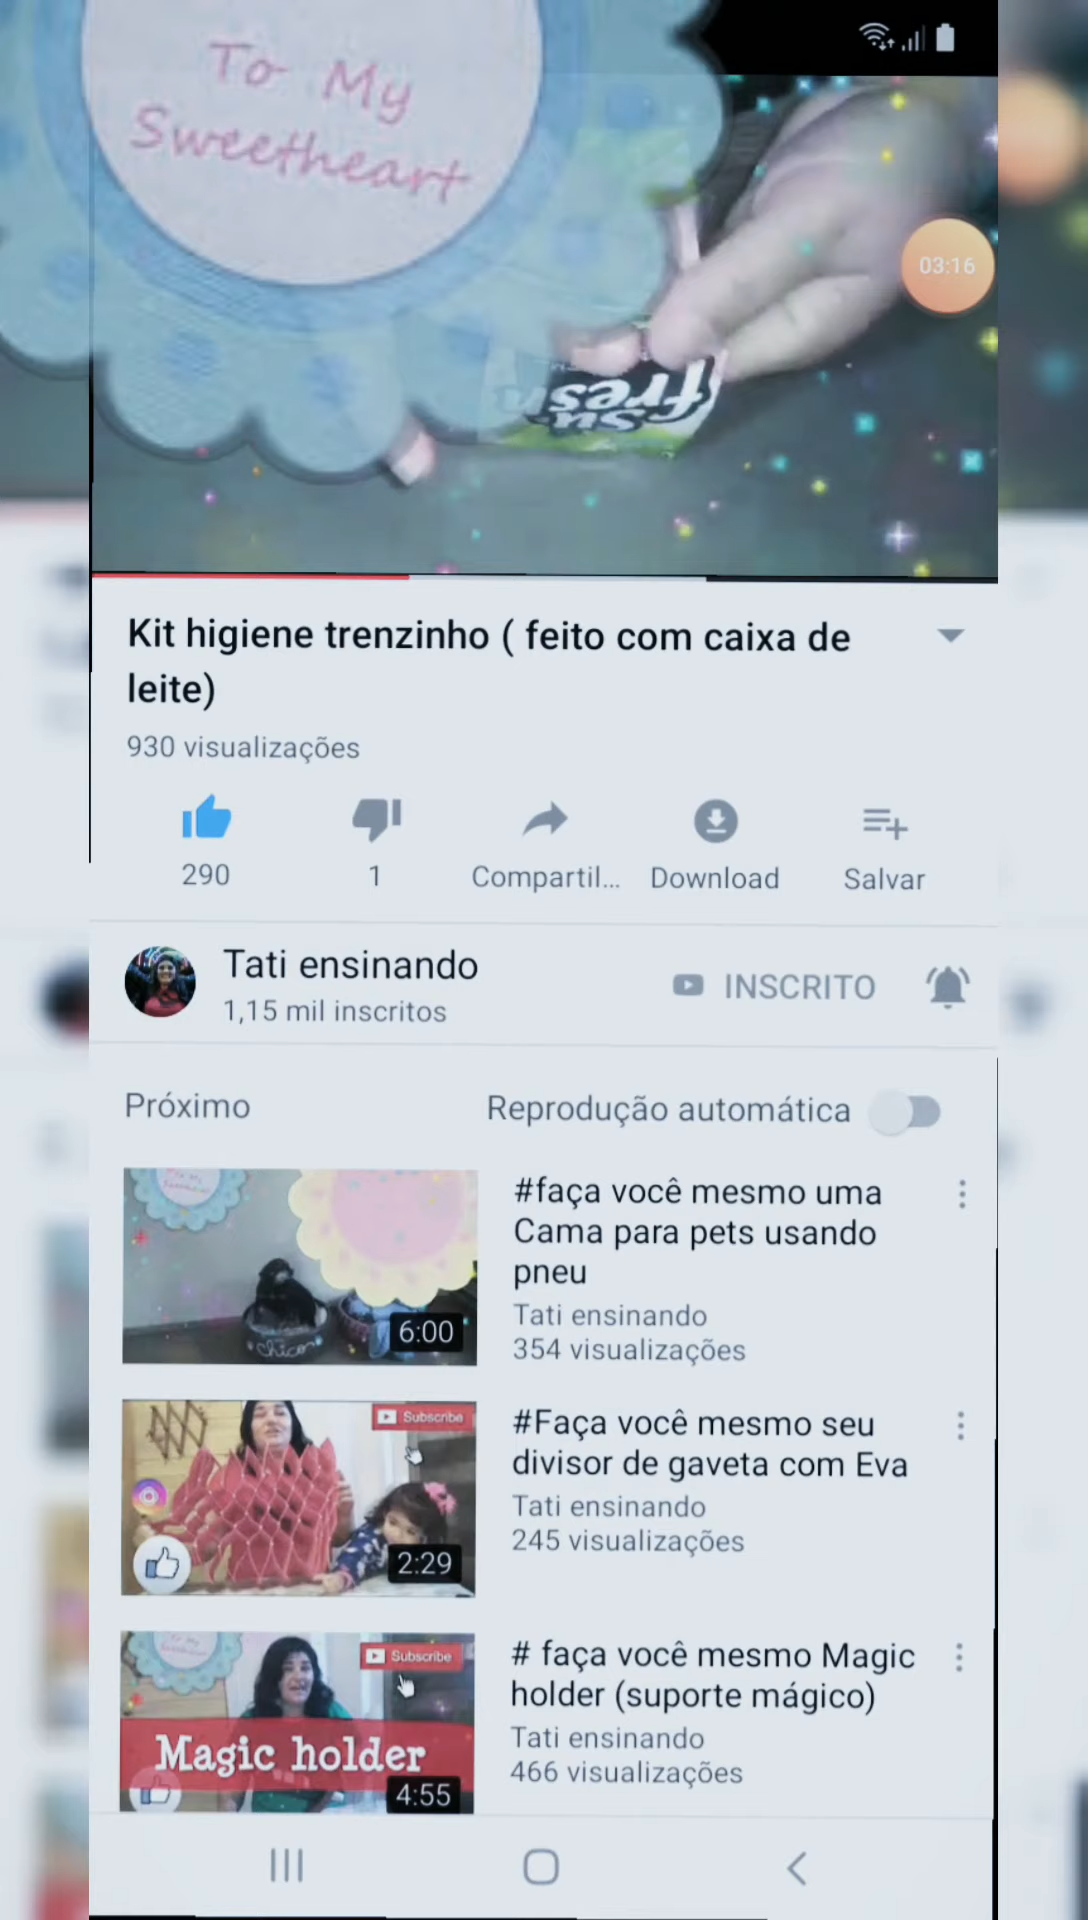 To My
Sweetheart
03:16
su
fresh
Kit higiene trenzinho ( feito com caixa de
leite)
930 visualizações
290
1
Compartil...
Download
Salvar
Tati ensinando
1,15 mil inscritos
INSCRITO
Próximo
Reprodução automática
#faça você mesmo uma
Cama para pets usando
pneu
Tati ensinando
354 visualizações
chico
6:00
#Faça você mesmo seu
divisor de gaveta com Eva
Tati ensinando
245 visualizações
Subscribe
2:29
# faça você mesmo Magic
holder (suporte mágico)
Tati ensinando
466 visualizações
Subscribe
Magic holder
4:55